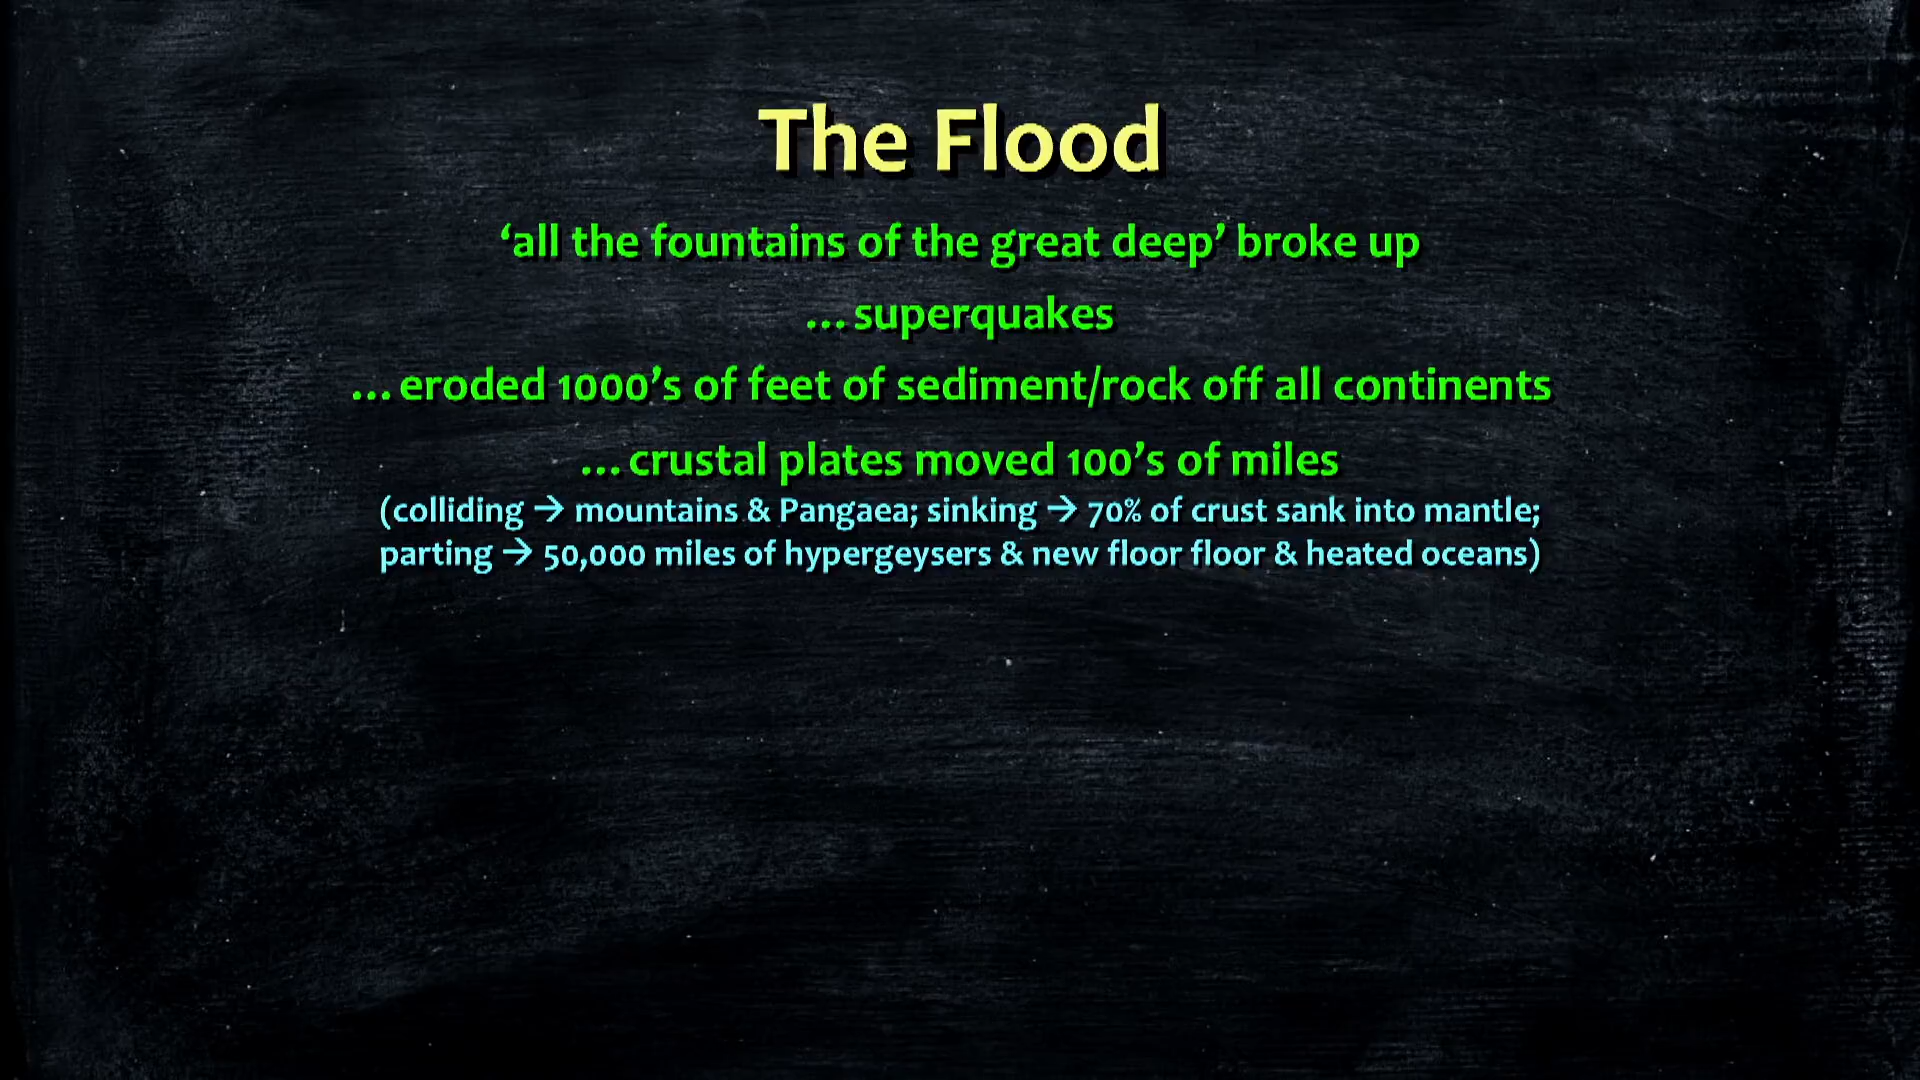 The Flood
‘all the fountains of the great deep’ broke up
…superquakes
…eroded 1000’s of feet of sediment/rock off all continents
…crustal plates moved 100’s of miles
(colliding → mountains & Pangaea; sinking → 70% of crust sank into mantle;
parting → 50,000 miles of hypergeysers & new floor floor & heated oceans)